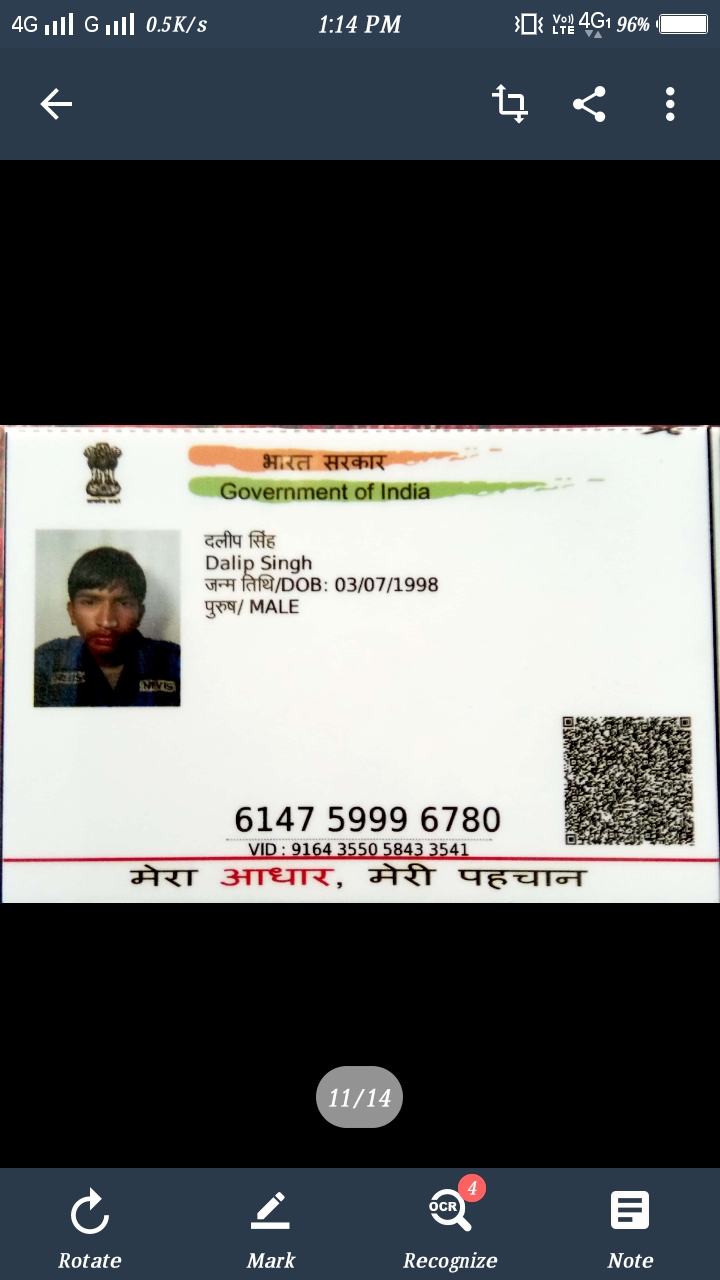 4G G 0.5K/s 1:14 PM Vo)) LTE 4G1 96%
भारत सरकार
Government of India
दलीप सिंह
Dalip Singh
जन्म तिथि/DOB: 03/07/1998
पुरुष/ MALE
6147 5999 6780
VID : 9164 3550 5843 3541
मेरा आधार, मेरी पहचान
11/14
OCR 4
Rotate Mark Recognize Note